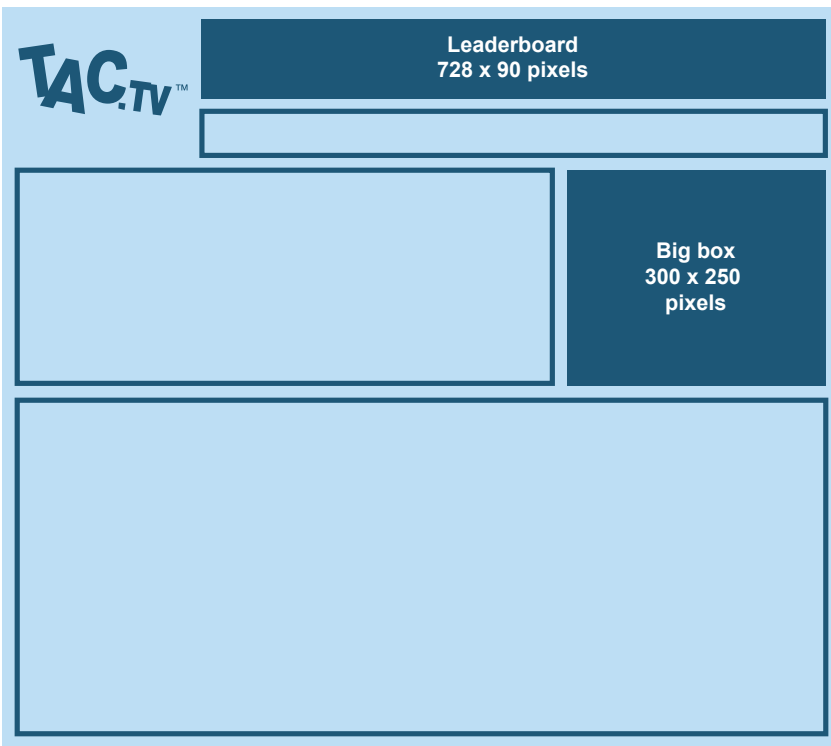 TAC.TV™
Leaderboard
728 x 90 pixels
Big box
300 x 250
pixels